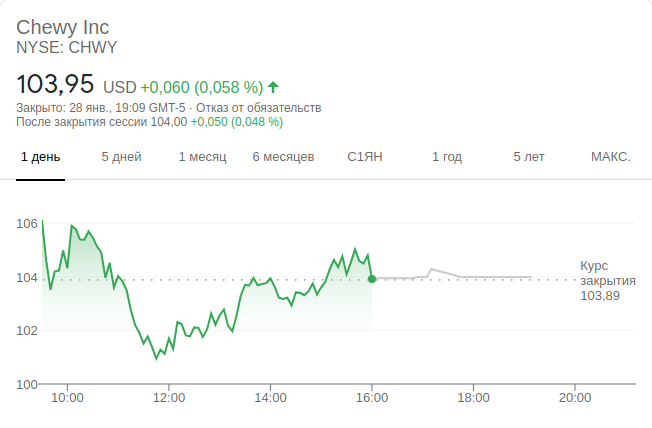 Chewy Inc
NYSE: CHWY
103,95 USD +0,060 (0,058 %)
Закрыто: 28 янв., 19:09 GMT-5 · Отказ от обязательств
После закрытия сессии 104,00 +0,050 (0,048 %)
1 день 5 дней 1 месяц 6 месяцев С1ЯН 1 год 5 лет МАКС.
106
104
102
100
Курс
закрытия
103,89
10:00 12:00 14:00 16:00 18:00 20:00